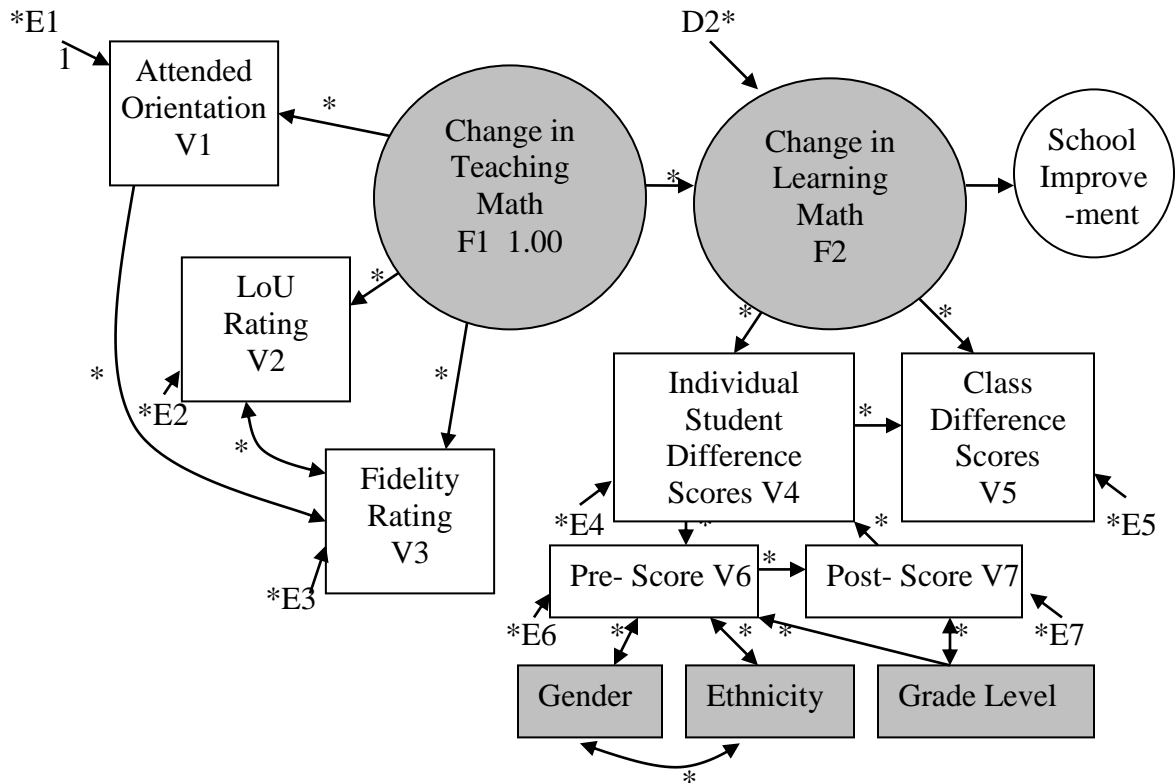 *E1
1
Attended
Orientation
V1
*
Change in
Teaching
Math
F1 1.00
*
D2*
Change in
Learning
Math
F2
School
Improve
-ment
*
LoU
Rating
V2
*E2
*
*
*
Fidelity
Rating
V3
*E3
*
*
Individual
Student
Difference
Scores V4
*
Class
Difference
Scores
V5
*E4
*
*
*E5
Pre- Score V6
*
Post- Score V7
*E6
*
*
*
*
*E7
Gender
Ethnicity
Grade Level
*